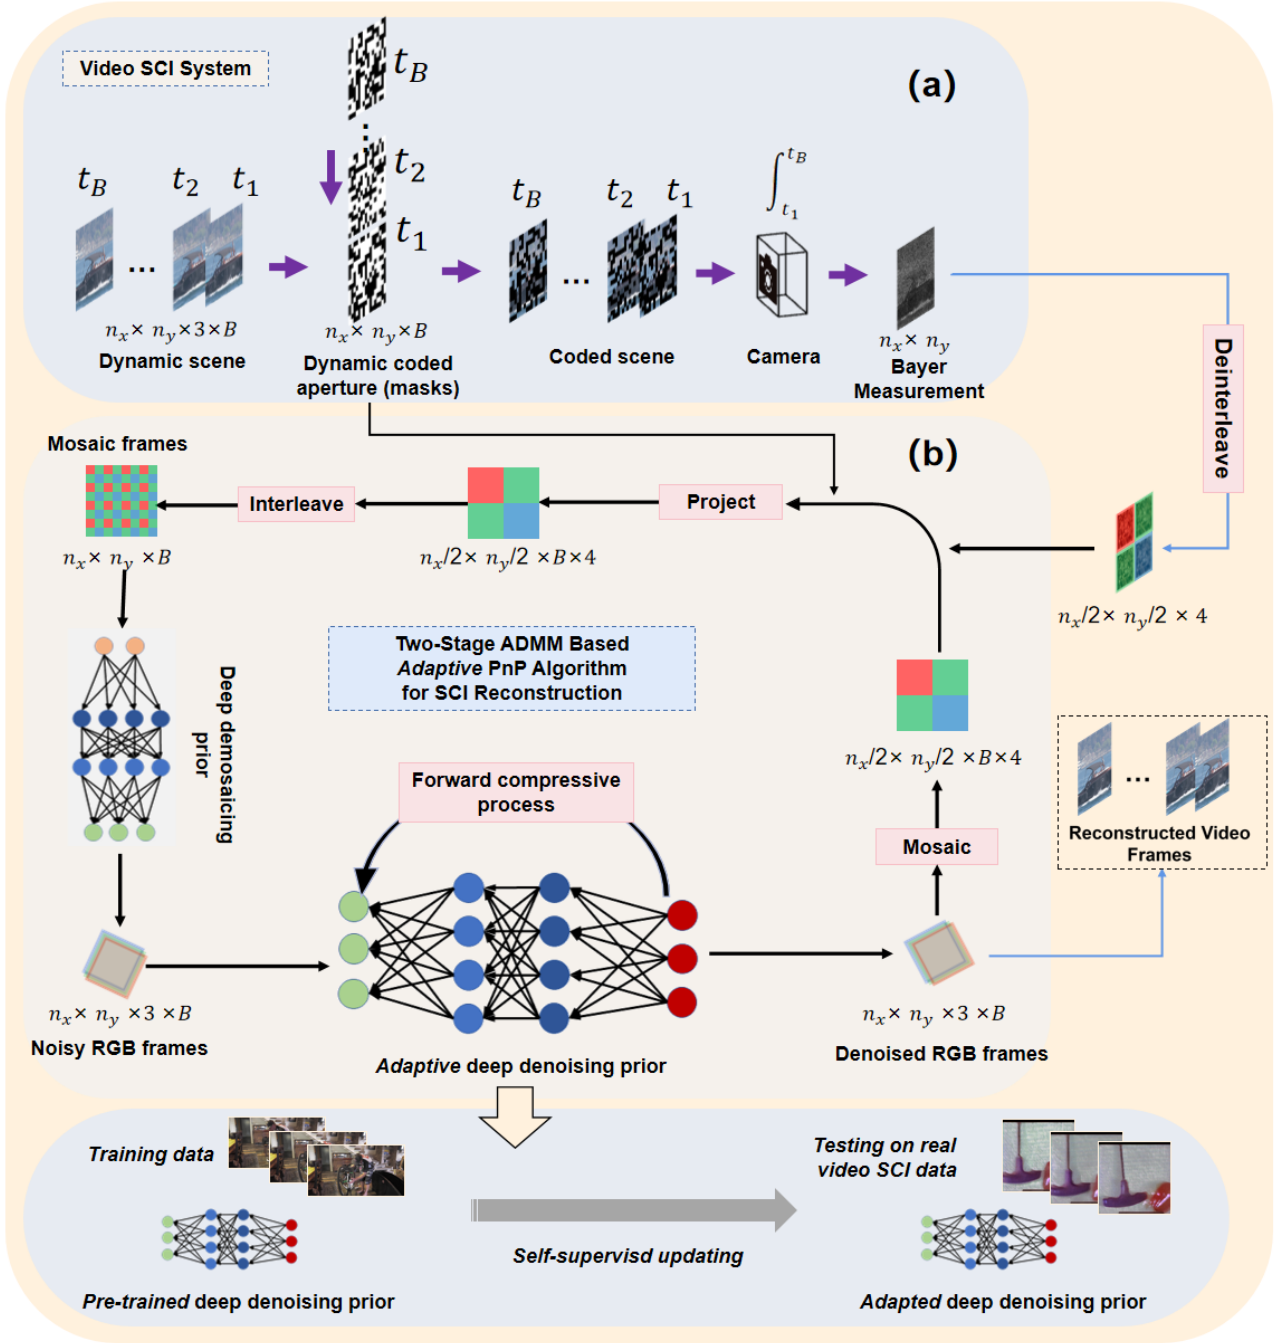 Video SCI System
(a)
t_B
t_2
t_1
t_B
t_2
t_1
...
n_x × n_y ×3×B
Dynamic scene
n_x × n_y ×B
Dynamic coded
aperture (masks)
t_B
t_2
t_1
...
Coded scene
∫_{t_1}^{t_B}
Camera
n_x × n_y
Bayer
Measurement
Deinterleave
n_x/2× n_y/2 × 4
(b)
Mosaic frames
n_x × n_y ×B
Interleave
n_x/2× n_y/2 ×B×4
Project
Two-Stage ADMM Based
Adaptive PnP Algorithm
for SCI Reconstruction
Deep demosaicing
prior
n_x/2× n_y/2 ×B×4
Mosaic
Forward compressive
process
...
Reconstructed Video
Frames
n_x × n_y ×3 ×B
Noisy RGB frames
Adaptive deep denoising prior
n_x × n_y ×3 ×B
Denoised RGB frames
Training data
Testing on real
video SCI data
Self-supervisd updating
Pre-trained deep denoising prior
Adapted deep denoising prior